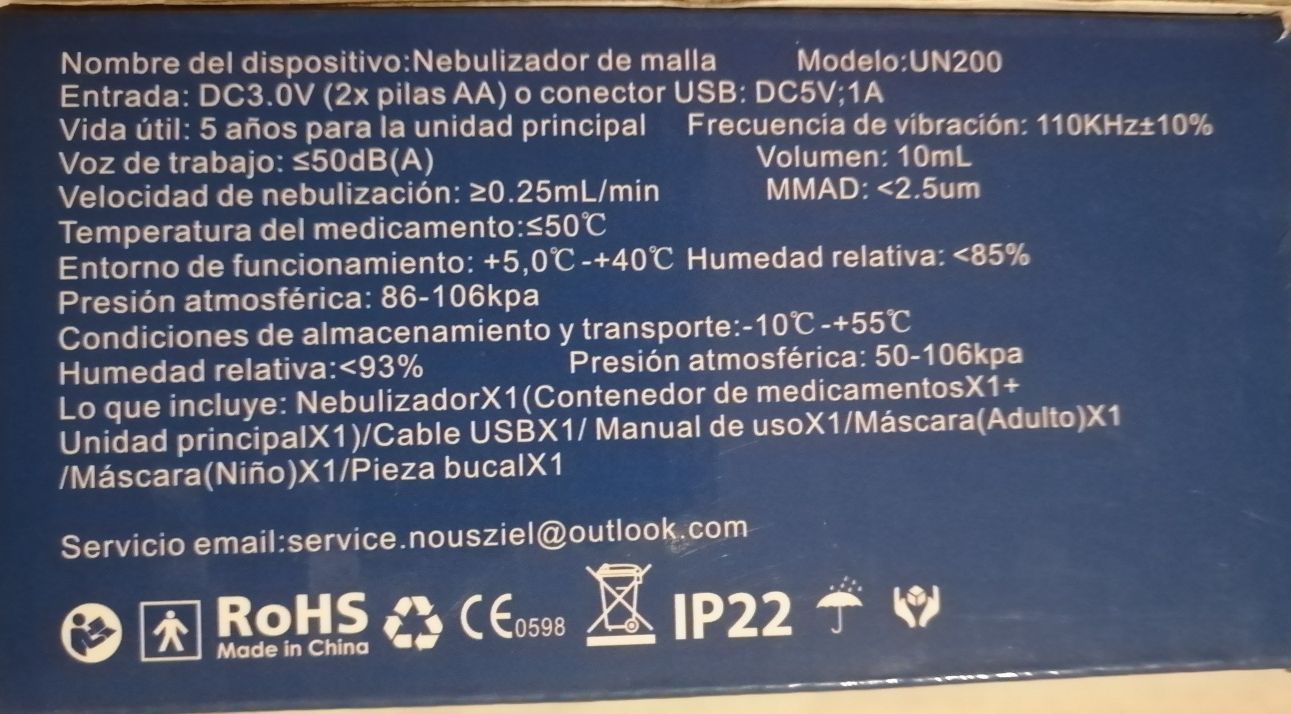 Nombre del dispositivo:Nebulizador de malla Modelo:UN200
Entrada: DC3.0V (2x pilas AA) o conector USB: DC5V;1A
Vida útil: 5 años para la unidad principal Frecuencia de vibración: 110KHz±10%
Voz de trabajo: ≤50dB(A) Volumen: 10mL
Velocidad de nebulización: ≥0.25mL/min MMAD: <2.5um
Temperatura del medicamento:≤50℃
Entorno de funcionamiento: +5,0℃-+40℃ Humedad relativa: <85%
Presión atmosférica: 86-106kpa
Condiciones de almacenamiento y transporte:-10℃-+55℃
Humedad relativa:<93% Presión atmosférica: 50-106kpa
Lo que incluye: NebulizadorX1(Contenedor de medicamentosX1+
Unidad principalX1)/Cable USBX1/ Manual de usoX1/Máscara(Adulto)X1
/Máscara(Niño)X1/Pieza bucalX1
Servicio email:service.nousziel@outlook.com
RoHS CE0598 IP22
Made in China